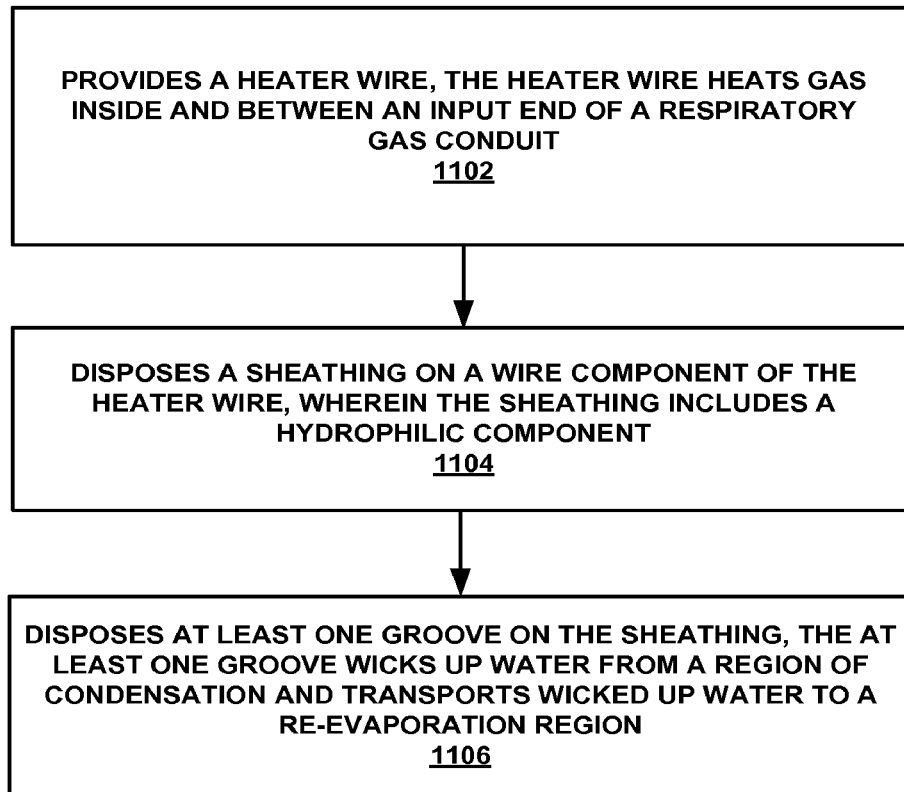 PROVIDES A HEATER WIRE, THE HEATER WIRE HEATS GAS
INSIDE AND BETWEEN AN INPUT END OF A RESPIRATORY
GAS CONDUIT
1102
DISPOSES A SHEATHING ON A WIRE COMPONENT OF THE
HEATER WIRE, WHEREIN THE SHEATHING INCLUDES A
HYDROPHILIC COMPONENT
1104
DISPOSES AT LEAST ONE GROOVE ON THE SHEATHING, THE AT
LEAST ONE GROOVE WICKS UP WATER FROM A REGION OF
CONDENSATION AND TRANSPORTS WICKED UP WATER TO A
RE-EVAPORATION REGION
1106